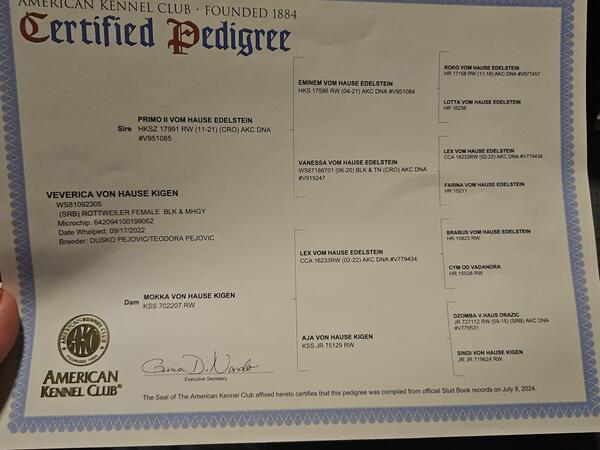 AMERICAN KENNEL CLUB · FOUNDED 1884
Certified Pedigree
ROKO VOM HAUSE EDELSTEIN
HR 17158 RW (11-18) AKC DNA #V877457
EMINEM VOM HAUSE EDELSTEIN
HKS 17586 RW (04-21) AKC DNA #V951084
LOTTA VOM HAUSE EDELSTEIN
HR 16238
PRIMO II VOM HAUSE EDELSTEIN
Sire HKSZ 17991 RW (11-21) (CRO) AKC DNA
#V951085
LEX VOM HAUSE EDELSTEIN
CCA 16233RW (02-22) AKC DNA #V779434
VANESSA VOM HAUSE EDELSTEIN
WS67188701 (06-20) BLK & TN (CRO) AKC DNA
#V915247
FARINA VOM HAUSE EDELSTEIN
HR 15211
VEVERICA VON HAUSE KIGEN
WS81092305
(SRB) ROTTWEILER FEMALE BLK & MHGY
Microchip: 642094100199062
Date Whelped: 09/17/2022
Breeder: DUSKO PEJOVIC/TEODORA PEJOVIC
BRABUS VOM HAUSE EDELSTEIN
HR 15823 RW
LEX VOM HAUSE EDELSTEIN
CCA 16233RW (02-22) AKC DNA #V779434
CYM OD VADANORA
HR 15538 RW
Dam MOKKA VON HAUSE KIGEN
KSS 702207 RW
DZOMBA V.HAUS DRAZIC
JR 727112 RW (09-15) (SRB) AKC DNA
#V779531
AJA VOM HAUSE KIGEN
KSS JR 75129 RW
SINDI VON HAUSE KIGEN
JR JR 719624 RW
AMERICAN KENNEL CLUB
AKC
FOUNDED 1884
AMERICAN
KENNEL CLUB®
Executive Secretary
The Seal of The American Kennel Club affixed hereto certifies that this pedigree was compiled from official Stud Book records on July 8, 2024.